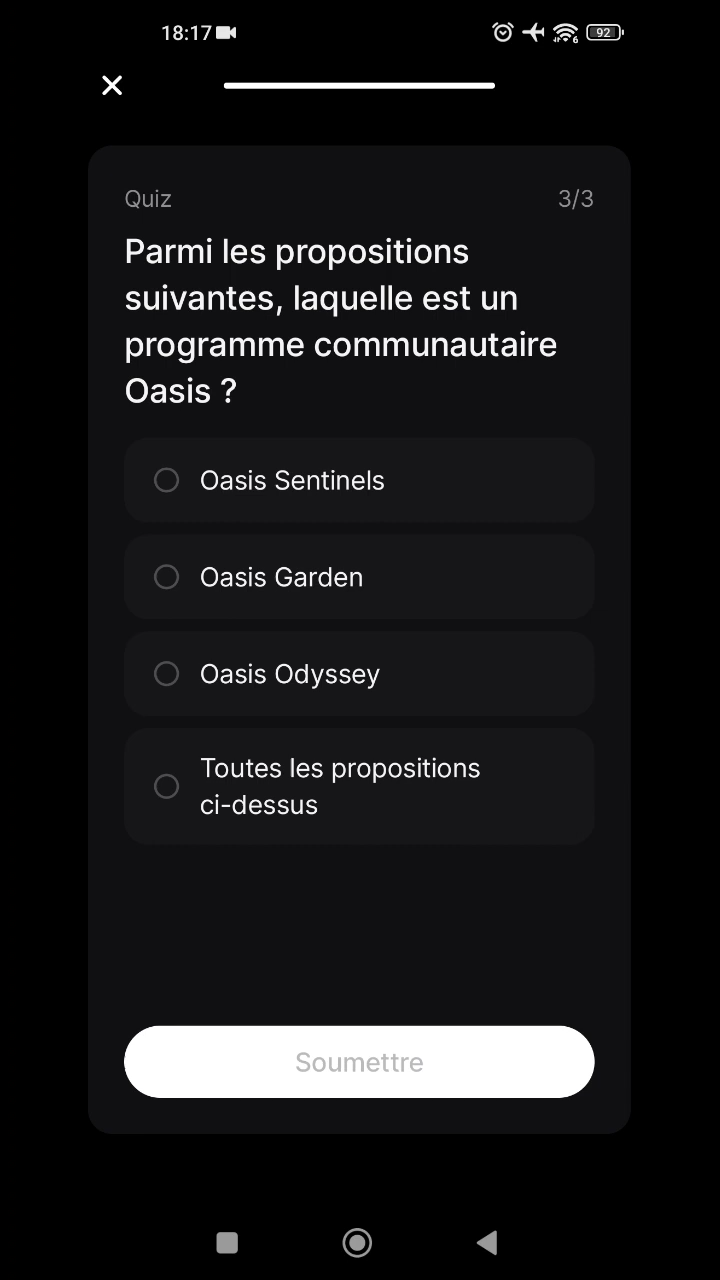 18:17
6
92
Quiz
3/3
Parmi les propositions
suivantes, laquelle est un
programme communautaire
Oasis ?
Oasis Sentinels
Oasis Garden
Oasis Odyssey
Toutes les propositions
ci-dessus
Soumettre